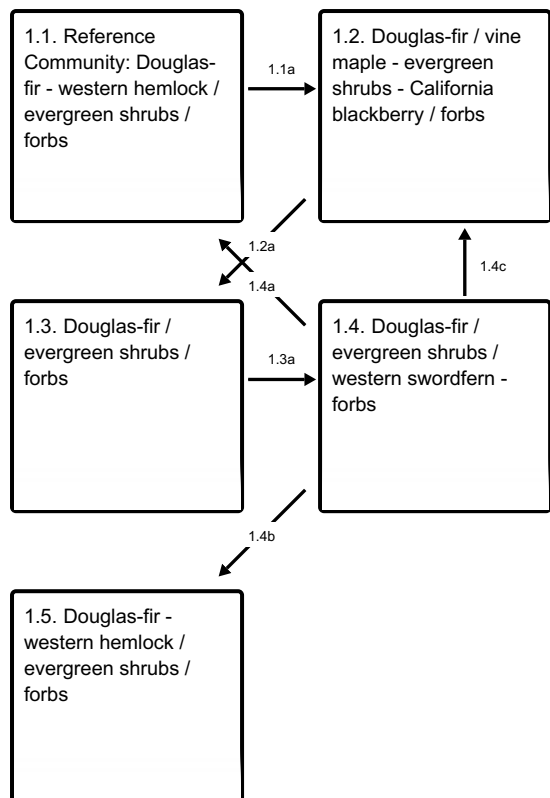 1.1. Reference
Community: Douglas-
fir - western hemlock /
evergreen shrubs /
forbs
1.1a
1.2. Douglas-fir / vine
maple - evergreen
shrubs - California
blackberry / forbs
1.2a
1.4a
1.4c
1.3. Douglas-fir /
evergreen shrubs /
forbs
1.3a
1.4. Douglas-fir /
evergreen shrubs /
western swordfern -
forbs
1.4b
1.5. Douglas-fir -
western hemlock /
evergreen shrubs /
forbs